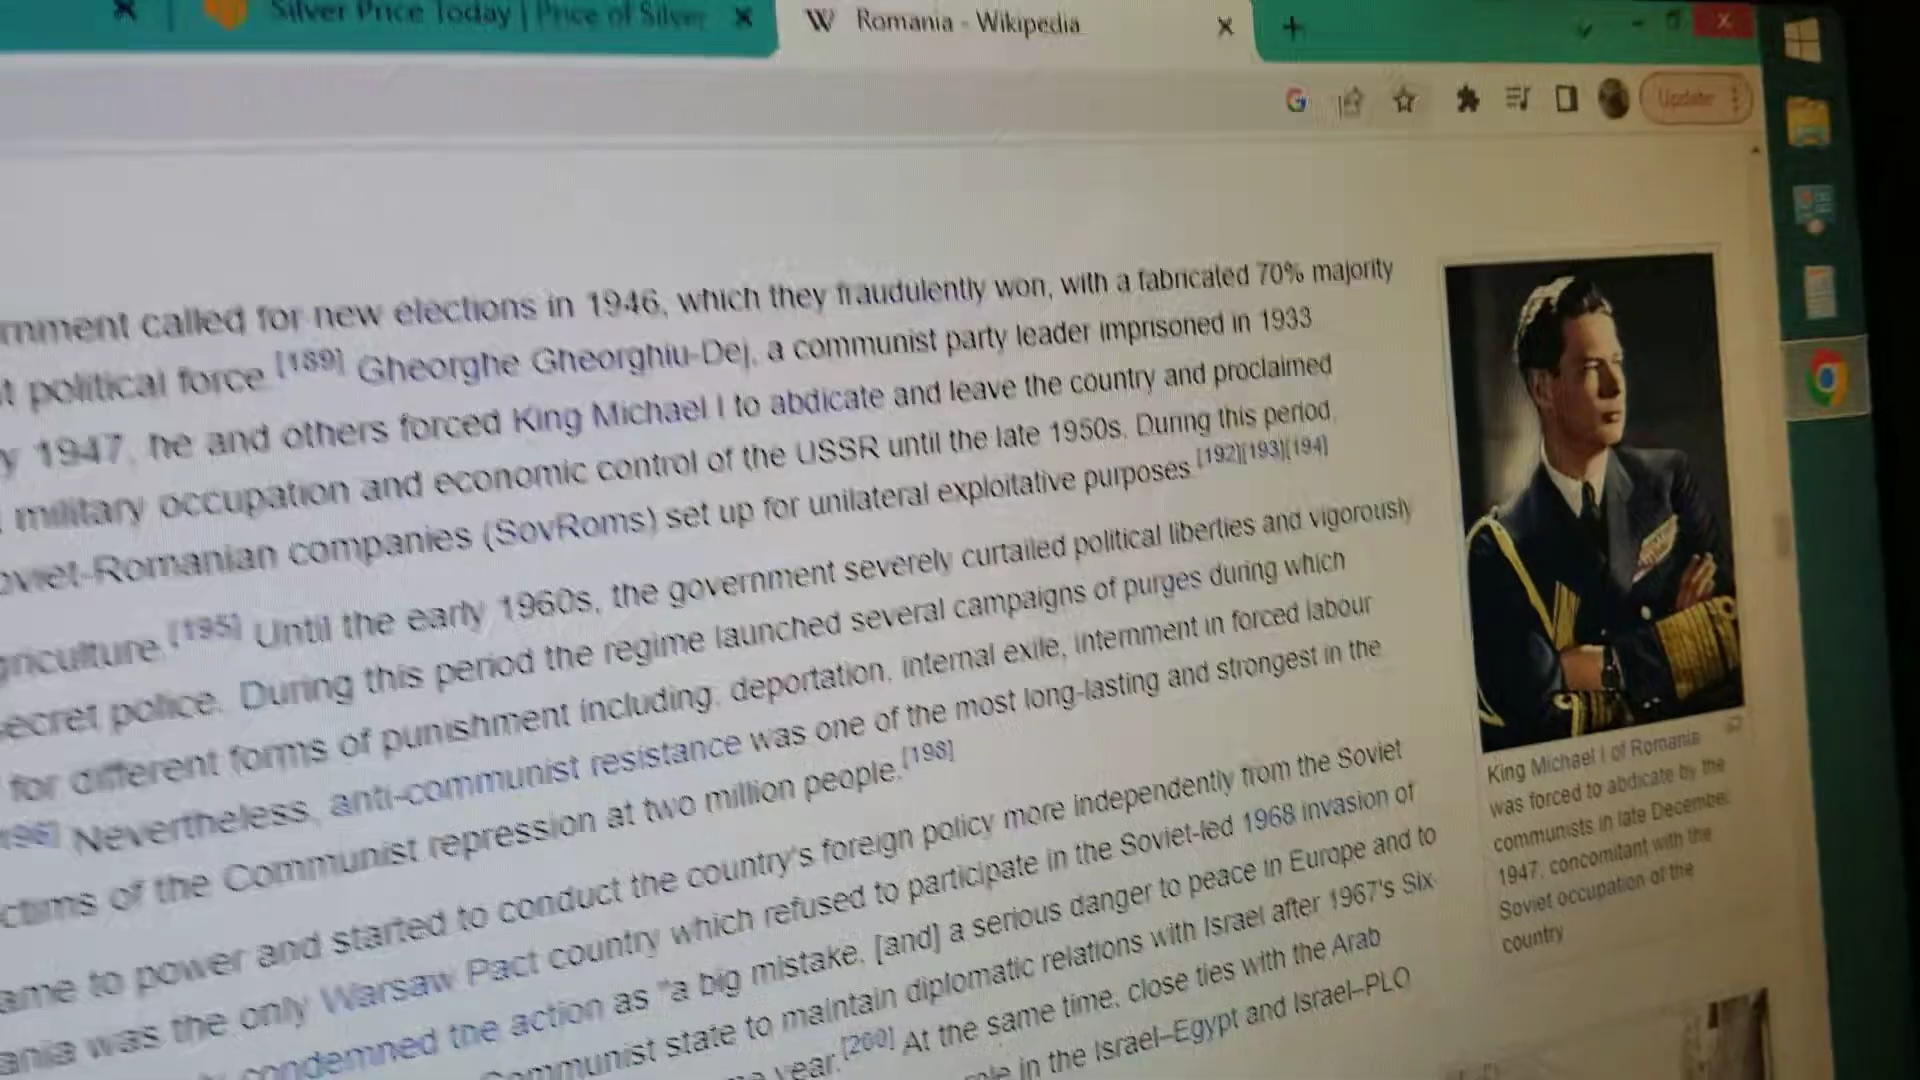 Silver Price Today | Price of Silver
Romania - Wikipedia
Update
called for new elections in 1946, which they fraudulently won, with a fabricated 70% majority
political force.[189] Gheorghe Gheorghiu-Dej, a communist party leader imprisoned in 1933
1947, he and others forced King Michael I to abdicate and leave the country and proclaimed
military occupation and economic control of the USSR until the late 1950s. During this period,
oviet-Romanian companies (SovRoms) set up for unilateral exploitative purposes.[192][193][194]
griculture.[195] Until the early 1960s, the government severely curtailed political liberties and vigorously
ecret police. During this period the regime launched several campaigns of purges during which
for different forms of punishment including, deportation, internal exile, internment in forced labour
Nevertheless, anti-communist resistance was one of the most long-lasting and strongest in the
ctims of the Communist repression at two million people.[198]
ame to power and started to conduct the country's foreign policy more independently from the Soviet
ania was the only Warsaw Pact country which refused to participate in the Soviet-led 1968 invasion of
condemned the action as "a big mistake, [and] a serious danger to peace in Europe and to
ommunist state to maintain diplomatic relations with Israel after 1967's Six-
year.[200] At the same time, close ties with the Arab
in the Israel–Egypt and Israel–PLO
King Michael I of Romania
was forced to abdicate by the
communists in late December
1947, concomitant with the
Soviet occupation of the
country